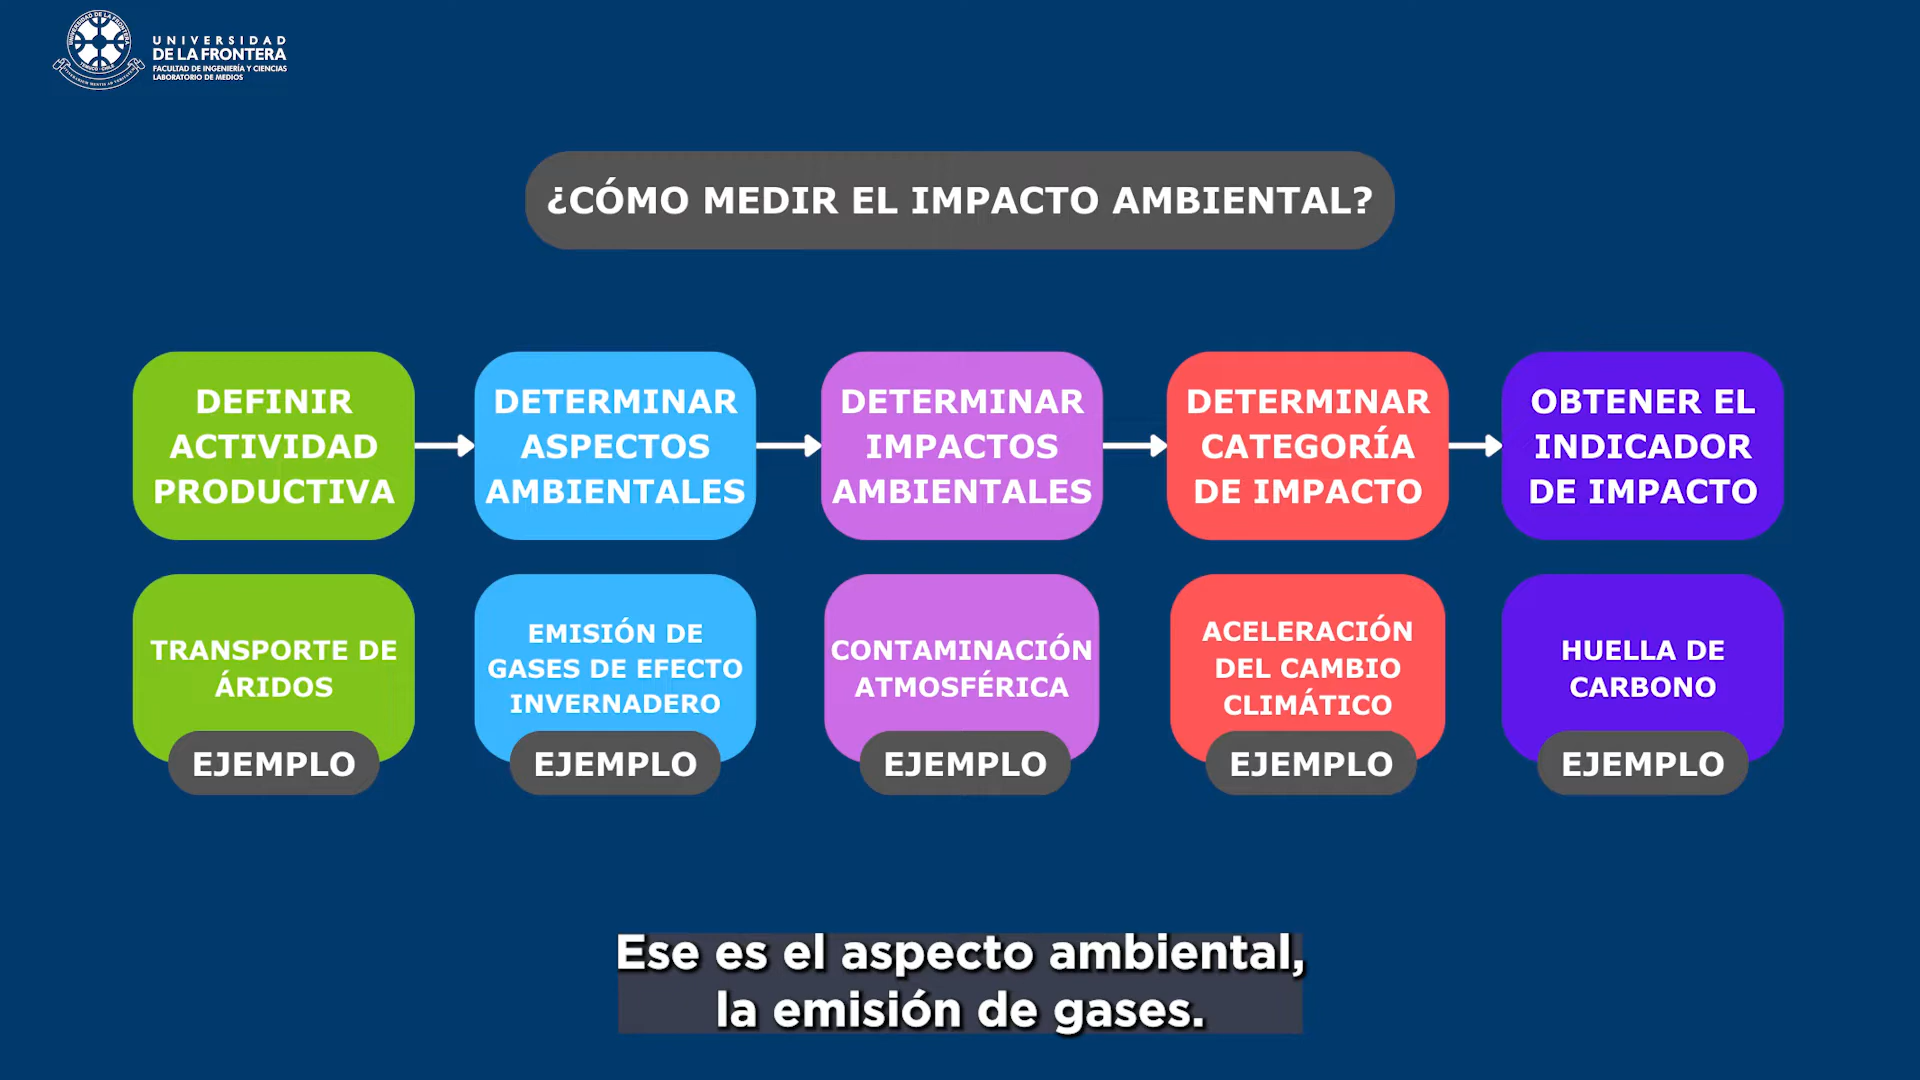 UNIVERSIDAD
DE LA FRONTERA
FACULTAD DE INGENIERÍA Y CIENCIAS
LABORATORIO DE MEDIOS
¿CÓMO MEDIR EL IMPACTO AMBIENTAL?
DEFINIR
ACTIVIDAD
PRODUCTIVA
DETERMINAR
ASPECTOS
AMBIENTALES
DETERMINAR
IMPACTOS
AMBIENTALES
DETERMINAR
CATEGORÍA
DE IMPACTO
OBTENER EL
INDICADOR
DE IMPACTO
TRANSPORTE DE
ÁRIDOS
EJEMPLO
EMISIÓN DE
GASES DE EFECTO
INVERNADERO
EJEMPLO
CONTAMINACIÓN
ATMOSFÉRICA
EJEMPLO
ACELERACIÓN
DEL CAMBIO
CLIMÁTICO
EJEMPLO
HUELLA DE
CARBONO
EJEMPLO
Ese es el aspecto ambiental,
la emisión de gases.